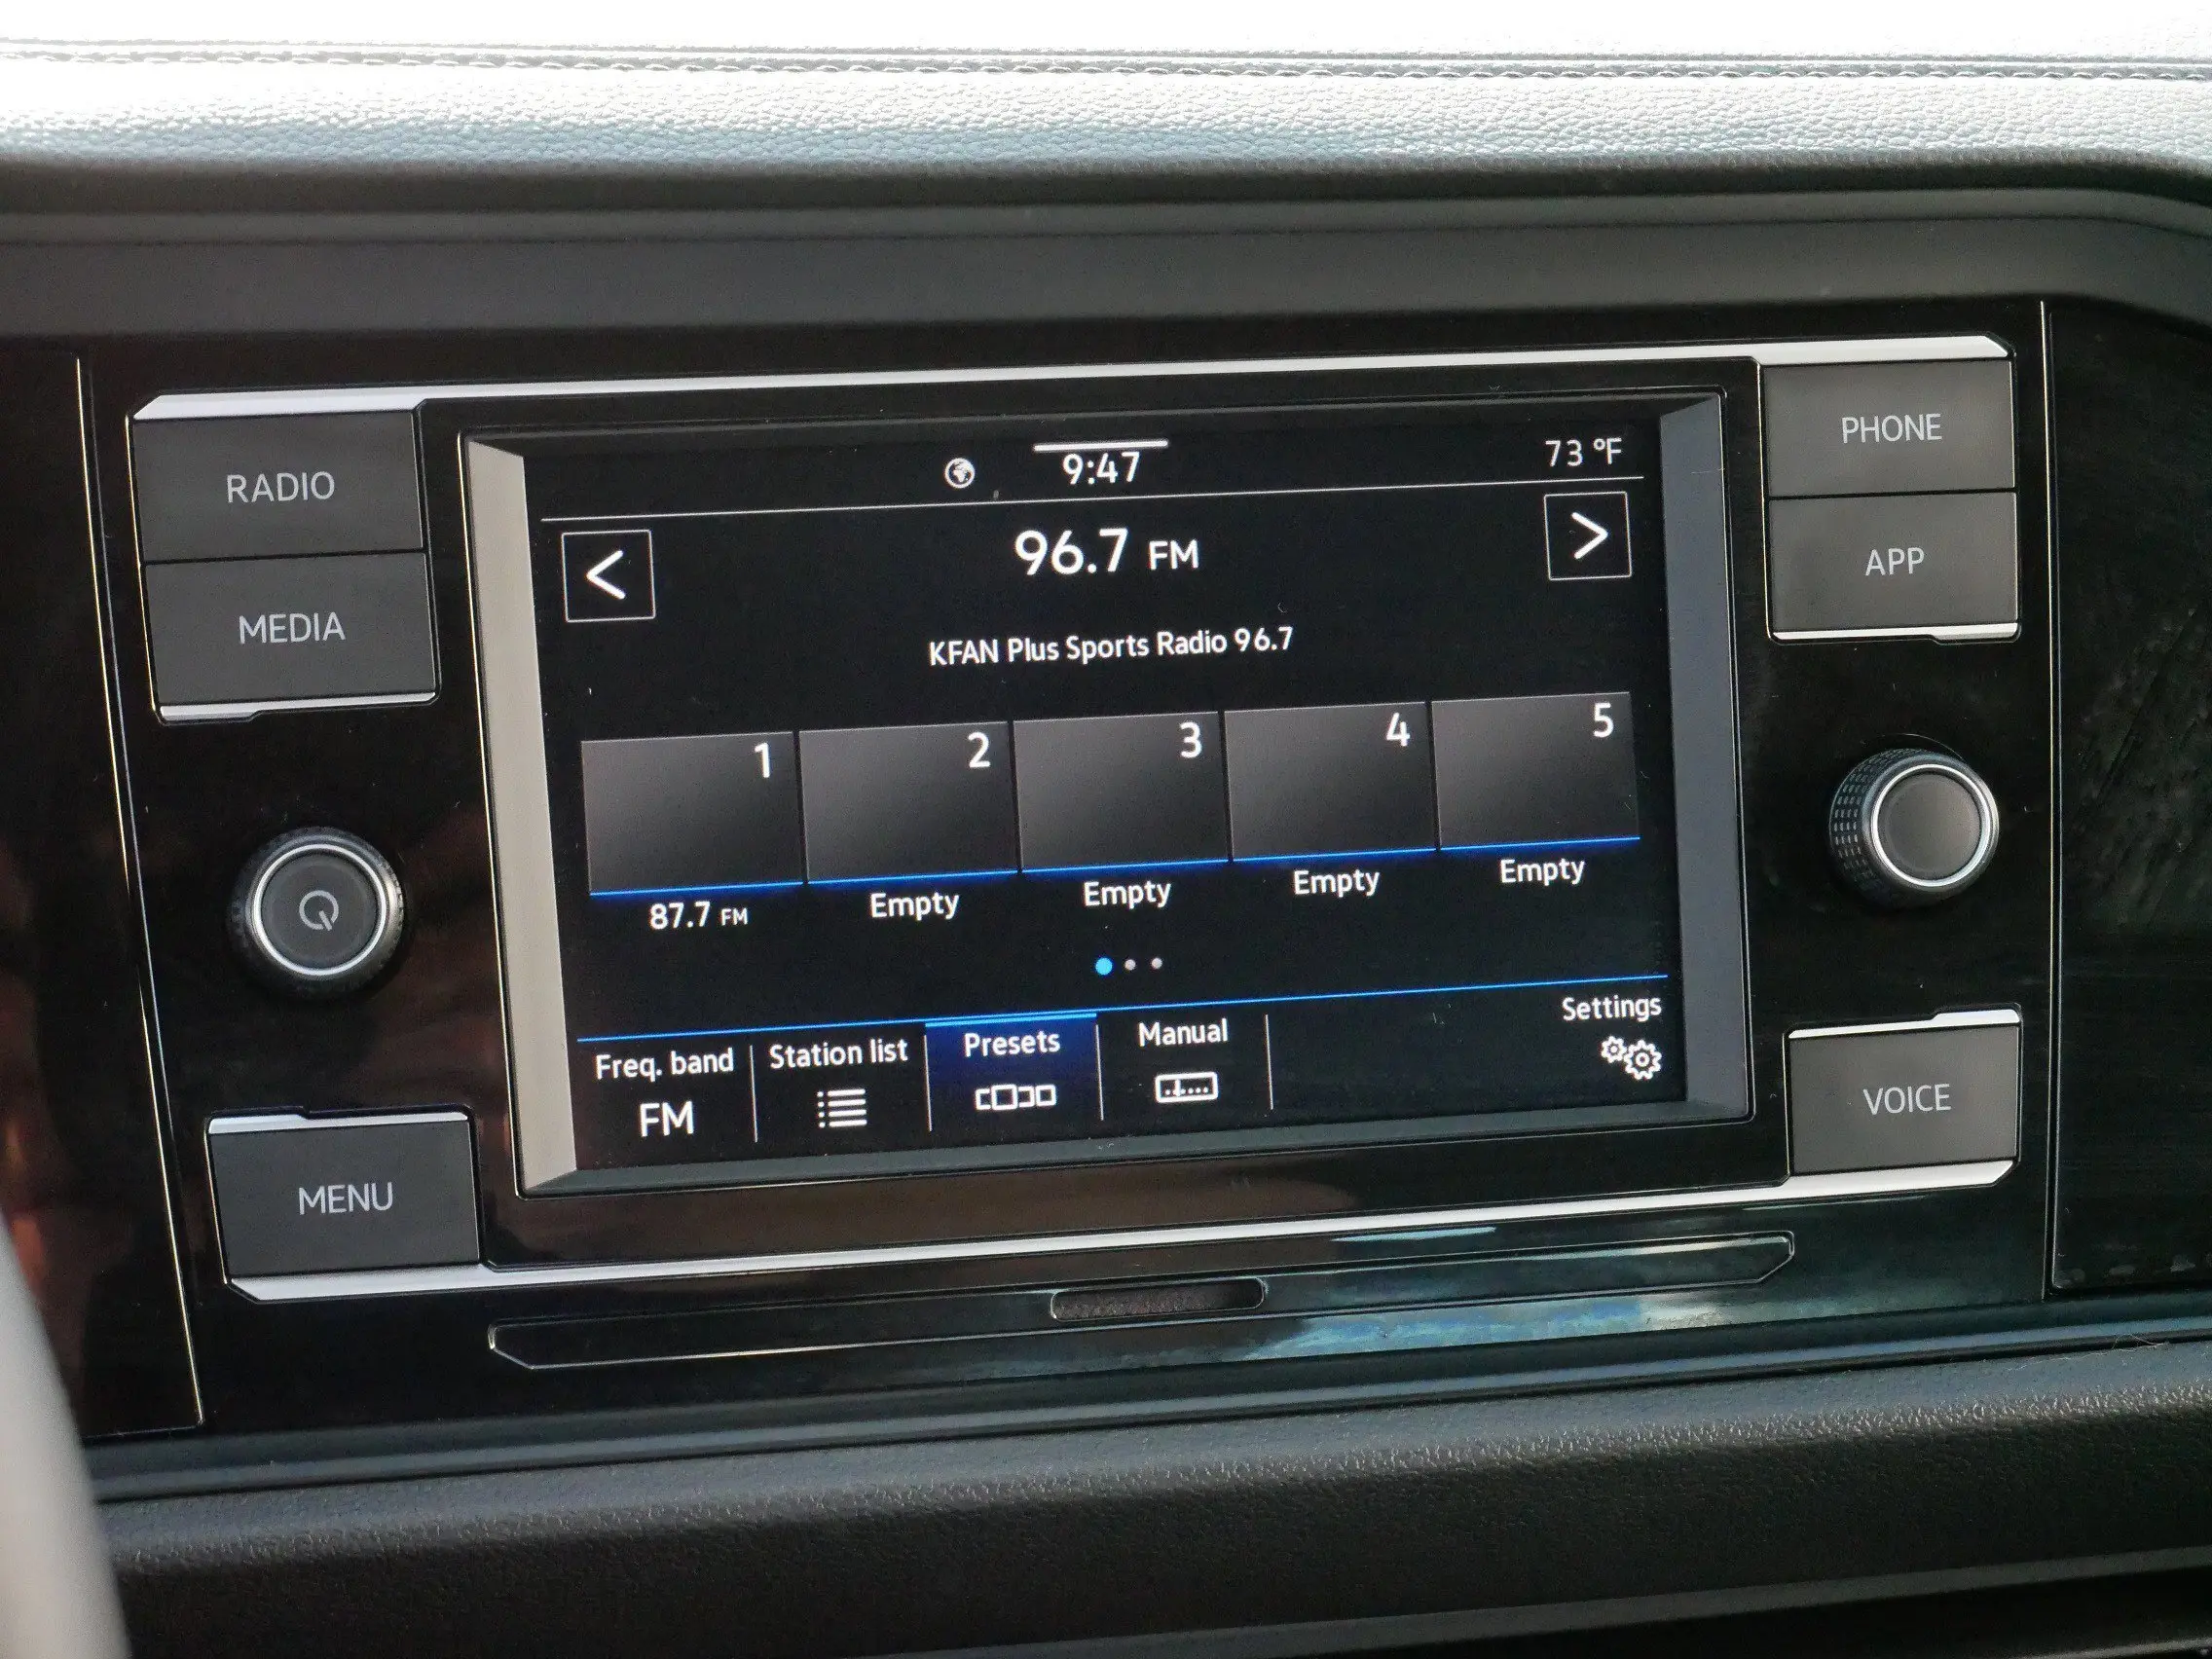 RADIO
MEDIA
MENU
PHONE
APP
VOICE
9:47
73 °F
<
96.7 FM
>
KFAN Plus Sports Radio 96.7
1
2
3
4
5
87.7 FM
Empty
Empty
Empty
Empty
Freq. band
FM
Station list
Presets
Manual
Settings